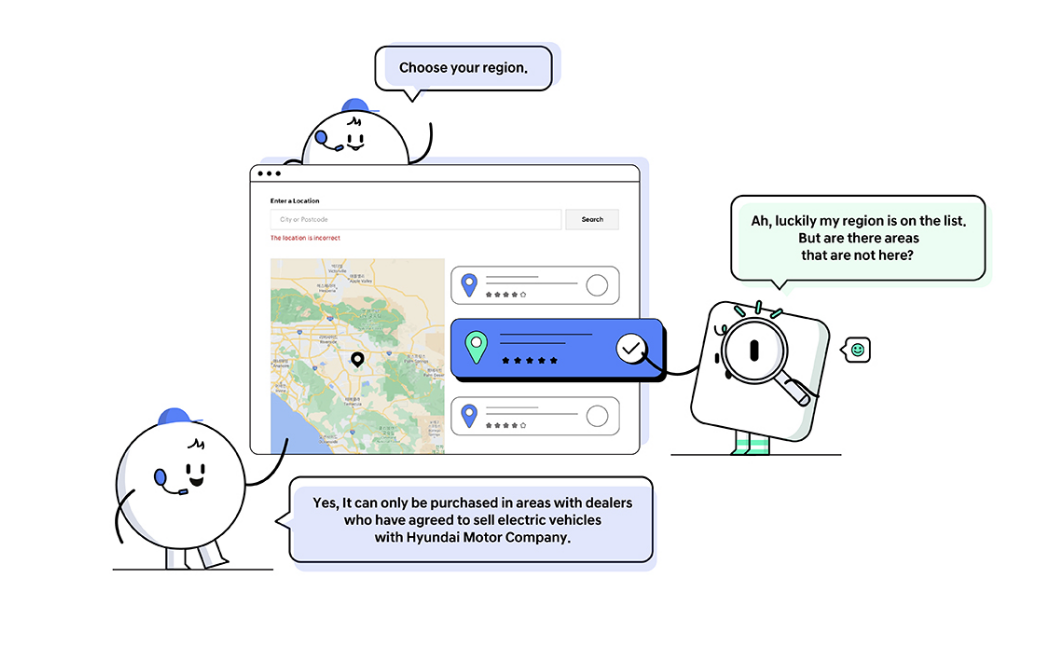 Choose your region.
Enter a Location
City or Postcode
Search
The location is incorrect
Ah, luckily my region is on the list.
But are there areas
that are not here?
Yes, It can only be purchased in areas with dealers
who have agreed to sell electric vehicles
with Hyundai Motor Company.